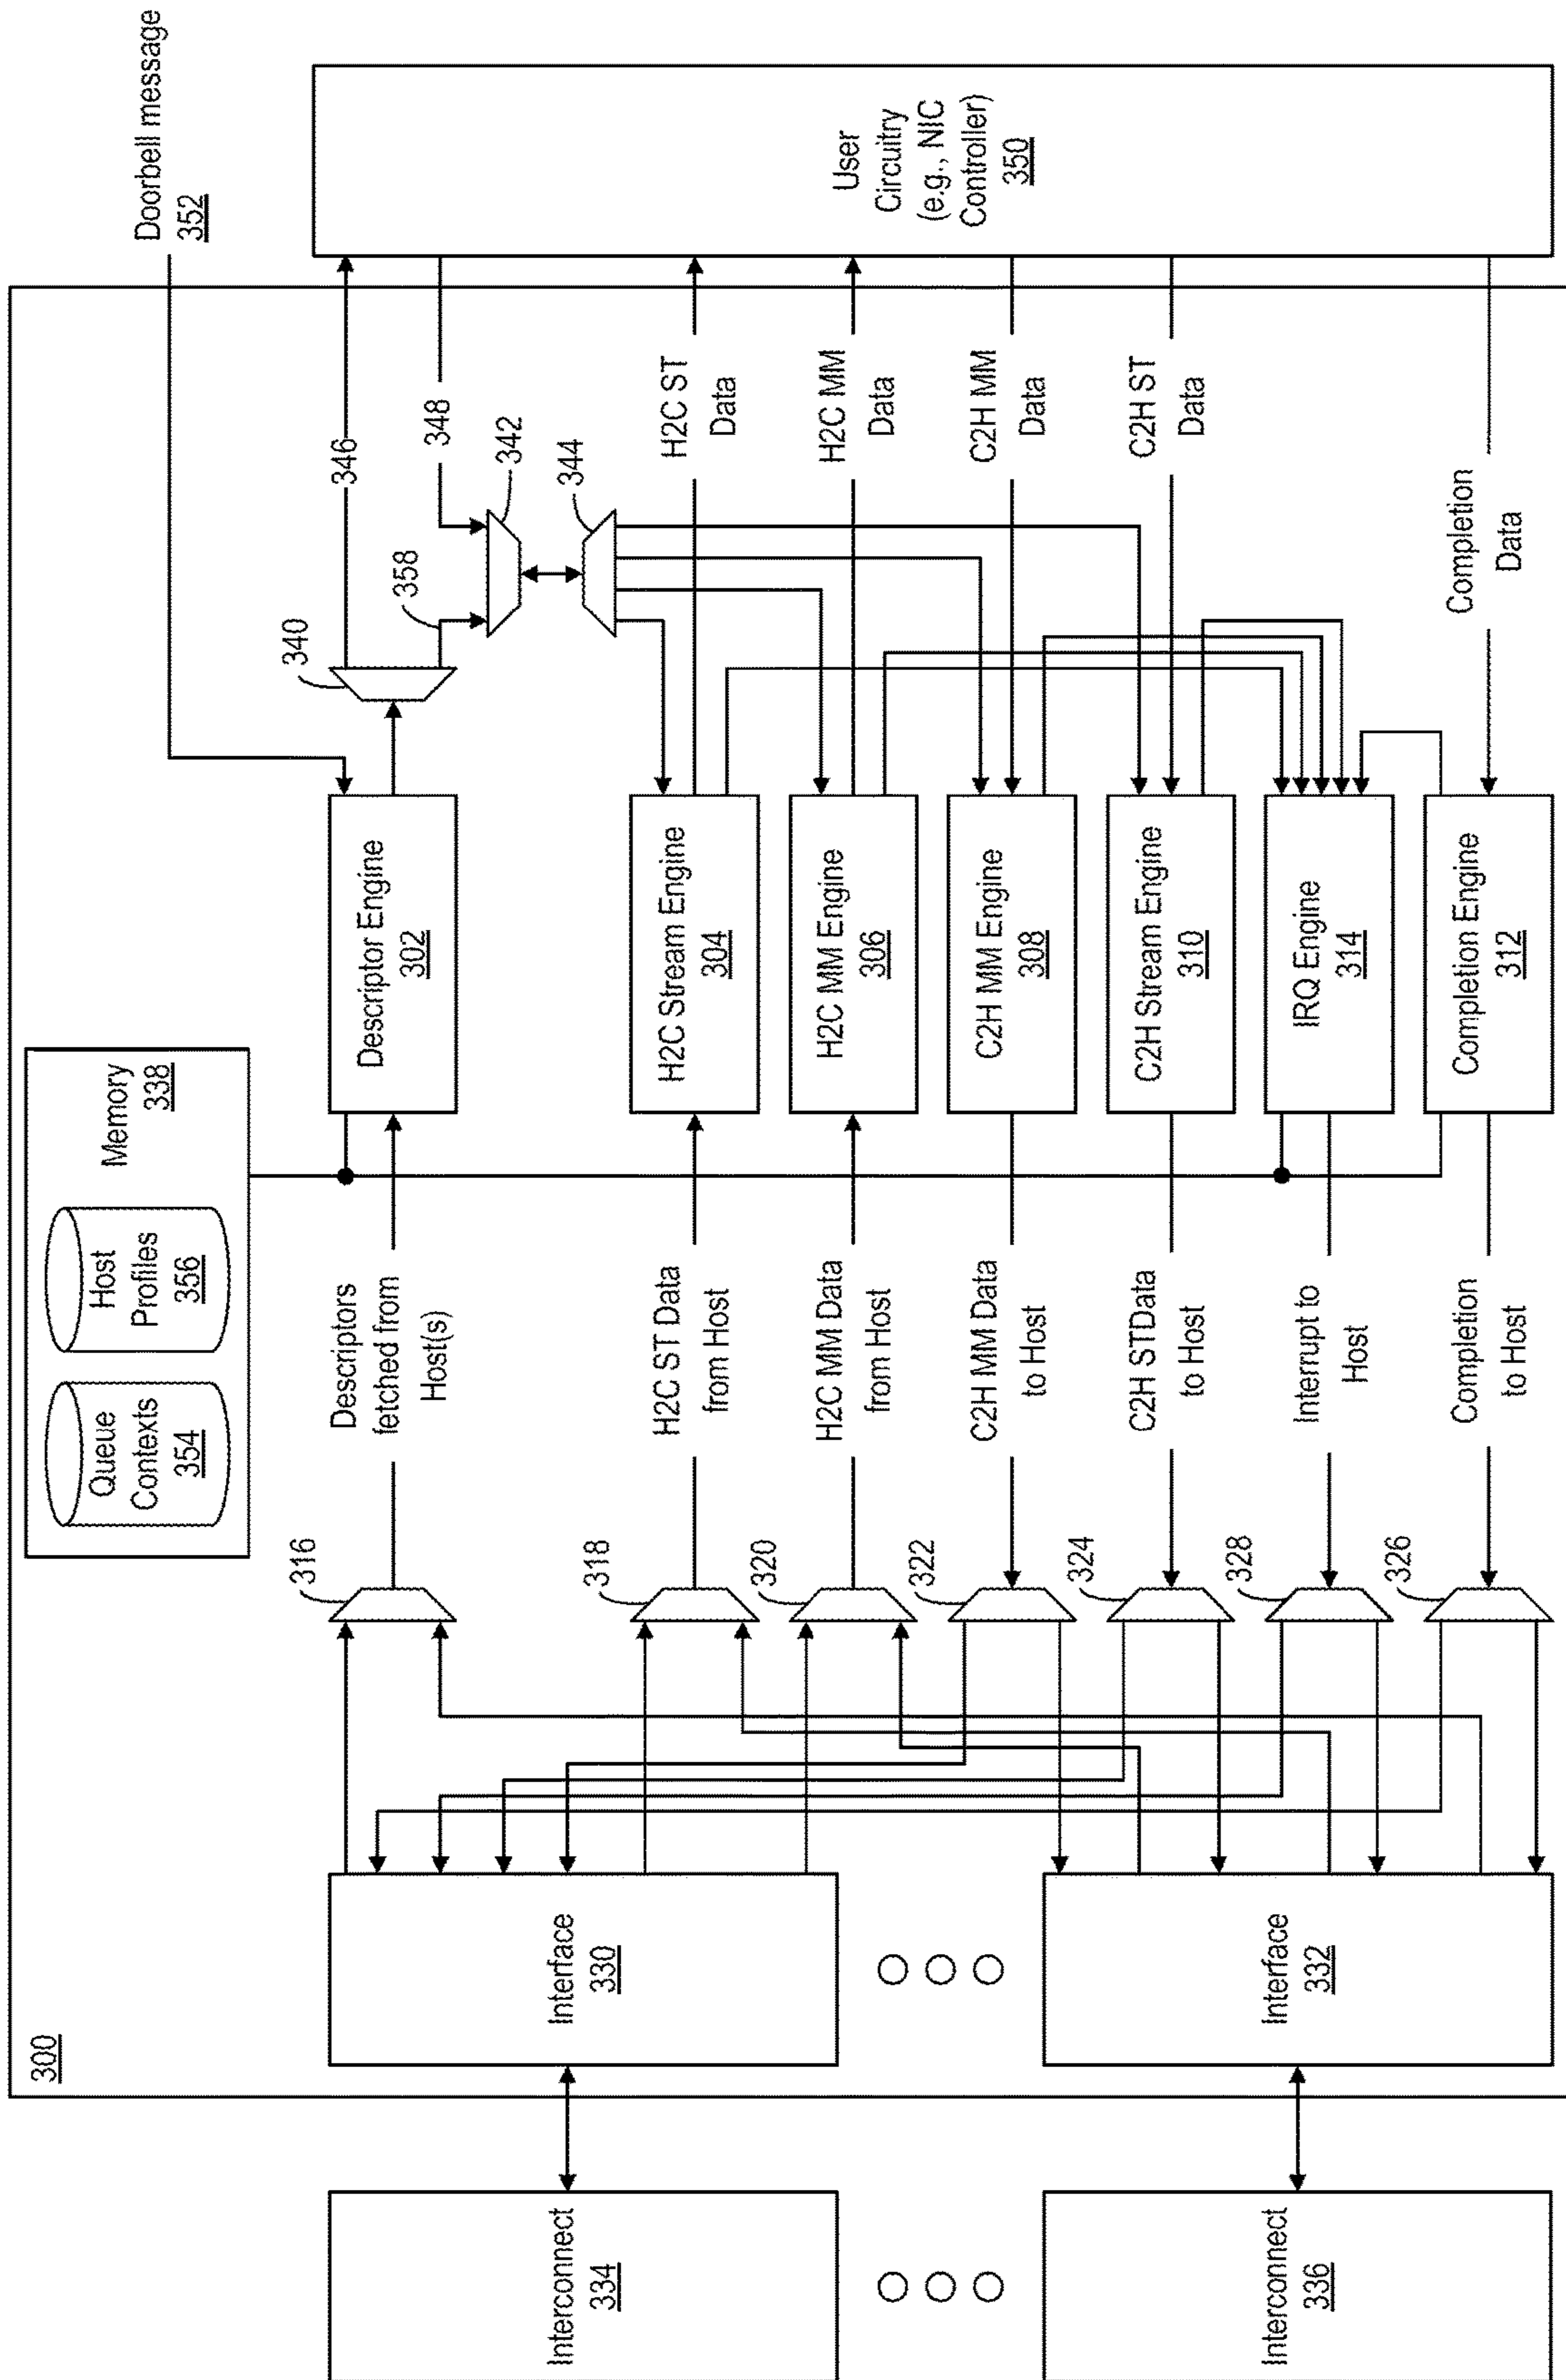 300
Doorbell message
352
Memory
338
Queue
Contexts
354
Host
Profiles
356
Interconnect
334
Interface
330
316
Descriptors
fetched from
Host(s)
Descriptor Engine
302
340
346
358
348
342
344
318
H2C ST Data
from Host
H2C Stream Engine
304
H2C ST
Data
320
H2C MM Data
from Host
H2C MM Engine
306
H2C MM
Data
322
C2H MM Data
to Host
C2H MM Engine
308
C2H MM
Data
324
C2H STData
to Host
C2H Stream Engine
310
C2H ST
Data
328
Interrupt to
Host
IRQ Engine
314
326
Completion
to Host
Completion Engine
312
Completion
Data
Interconnect
336
Interface
332
User
Circuitry
(e.g., NIC
Controller)
350